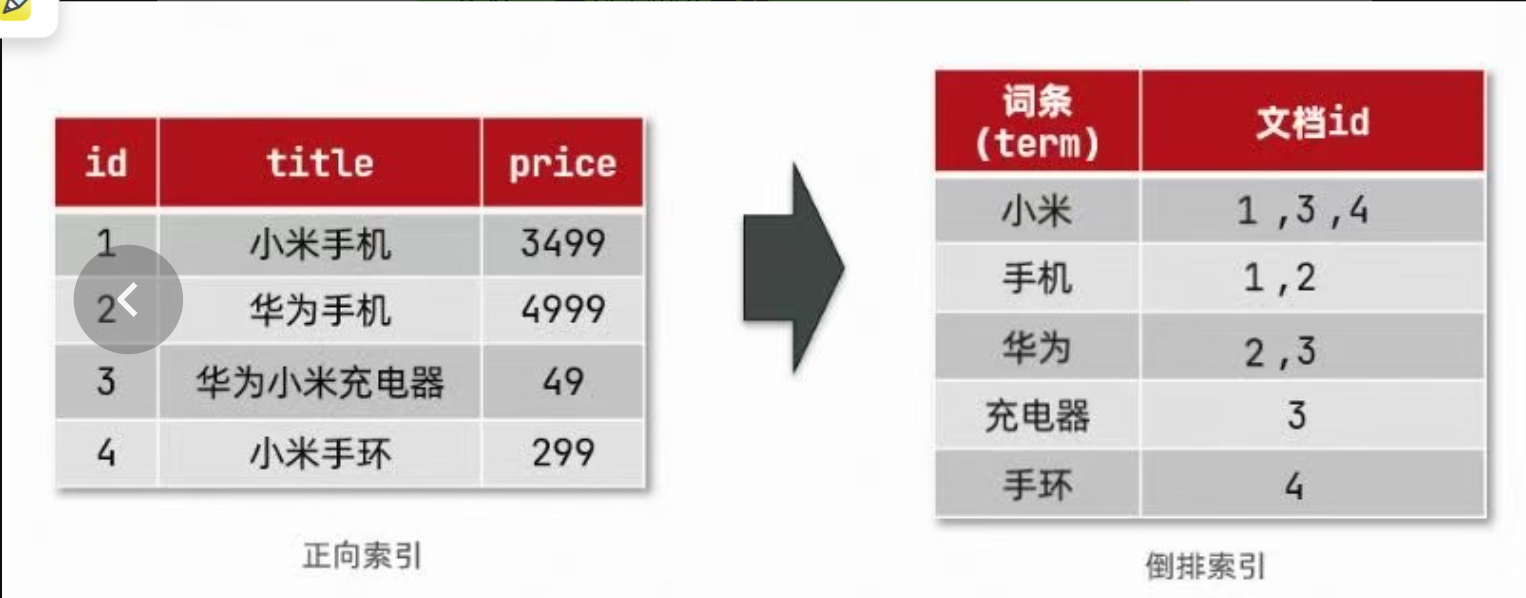 id title price
1 小米手机 3499
2 华为手机 4999
3 华为小米充电器 49
4 小米手环 299
正向索引
词条
(term)
文档id
小米 1 ,3 ,4
手机 1 ,2
华为 2 ,3
充电器 3
手环 4
倒排索引